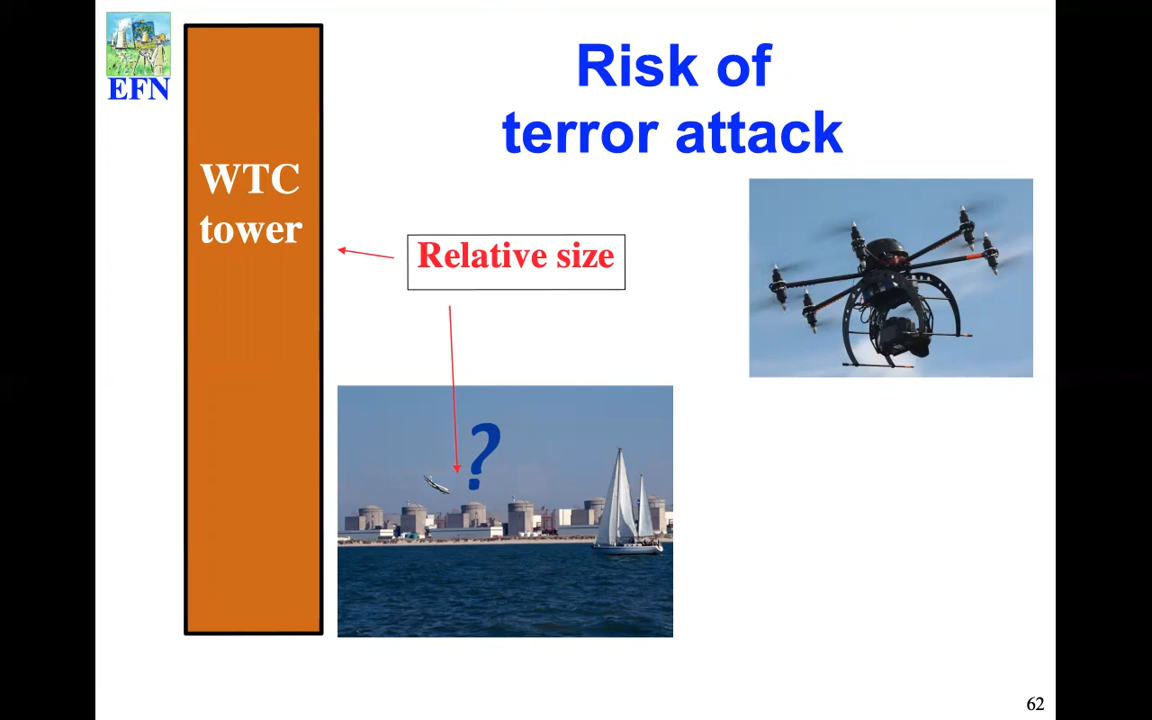 EFN
Risk of
terror attack
WTC
tower
Relative size
?
62